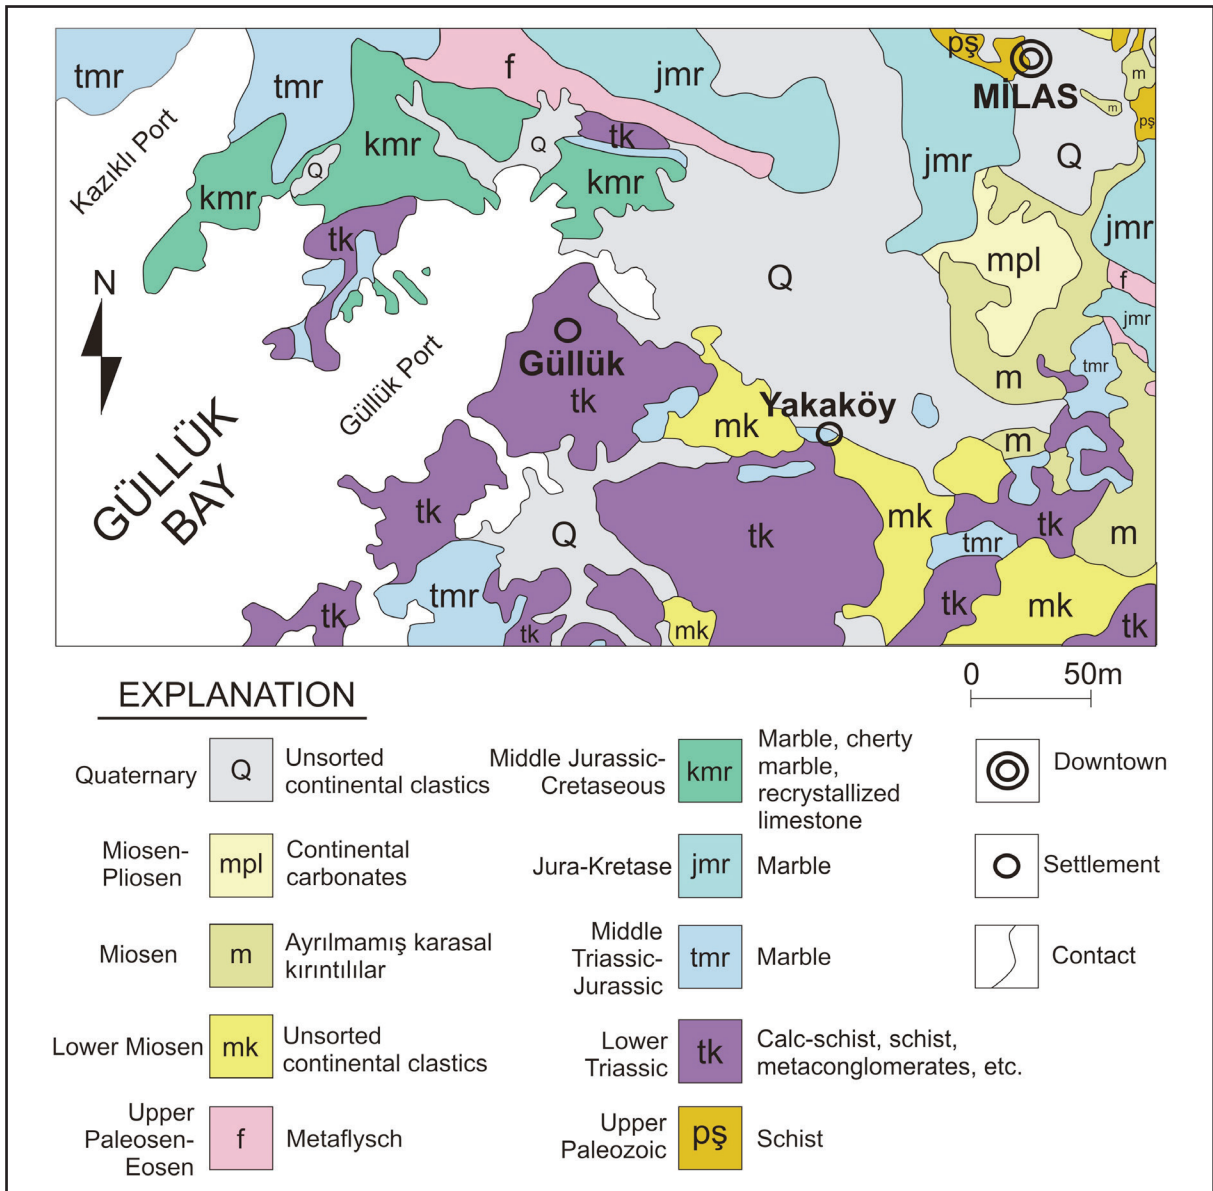 tmr
tmr
f
jmr
pş
MİLAS
m
m
pş
Kazıklı Port
kmr
Q
kmr
Q
tk
kmr
jmr
Q
jmr
tk
Q
mpl
f
jmr
N
Güllük Port
Güllük
tk
m
tmr
Yakaköy
mk
m
GÜLLÜK
BAY
tk
Q
tk
mk
tmr
tk
m
tmr
tk
tk
mk
tk
mk
tk
tk
0 50m
EXPLANATION
Quaternary
Q
Unsorted
continental clastics
Miosen-
Pliosen
mpl
Continental
carbonates
Miosen
m
Ayrılmamış karasal
kırıntılılar
Lower Miosen
mk
Unsorted
continental clastics
Upper
Paleosen-
Eosen
f
Metaflysch
Middle Jurassic-
Cretaseous
kmr
Marble, cherty
marble,
recrystallized
limestone
Jura-Kretase
jmr
Marble
Middle
Triassic-
Jurassic
tmr
Marble
Lower
Triassic
tk
Calc-schist, schist,
metaconglomerates, etc.
Upper
Paleozoic
pş
Schist
Downtown
Settlement
Contact